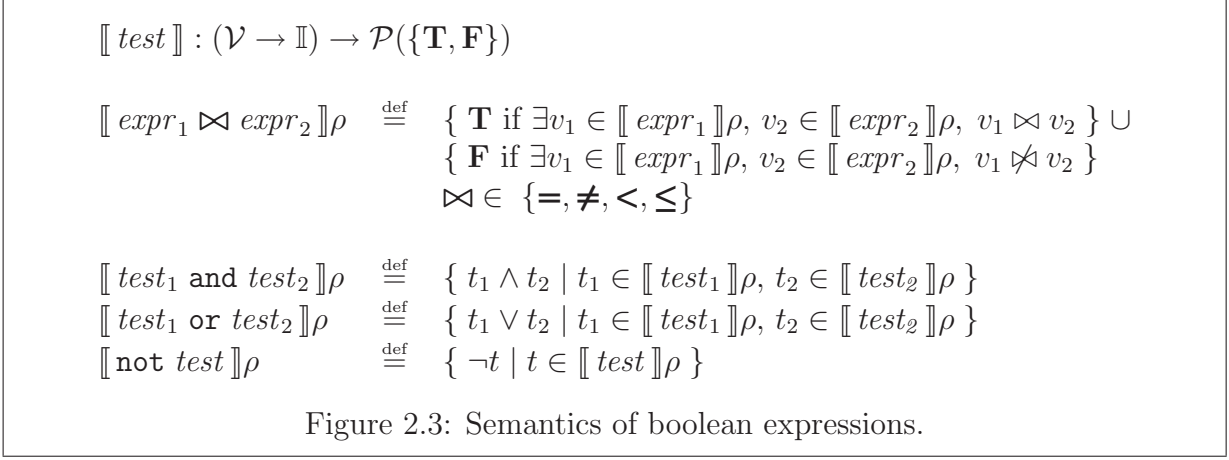 ⟦ test ⟧ : (𝒱 → 𝕀) → 𝒫({T, F})
⟦ expr₁ ⋈ expr₂ ⟧ρ ≝ { T if ∃v₁ ∈ ⟦ expr₁ ⟧ρ, v₂ ∈ ⟦ expr₂ ⟧ρ, v₁ ⋈ v₂ } ∪
{ F if ∃v₁ ∈ ⟦ expr₁ ⟧ρ, v₂ ∈ ⟦ expr₂ ⟧ρ, v₁ ⋈̸ v₂ }
⋈ ∈ {=, ≠, <, ≤}
⟦ test₁ and test₂ ⟧ρ ≝ { t₁ ∧ t₂ | t₁ ∈ ⟦ test₁ ⟧ρ, t₂ ∈ ⟦ test₂ ⟧ρ }
⟦ test₁ or test₂ ⟧ρ ≝ { t₁ ∨ t₂ | t₁ ∈ ⟦ test₁ ⟧ρ, t₂ ∈ ⟦ test₂ ⟧ρ }
⟦ not test ⟧ρ ≝ { ¬t | t ∈ ⟦ test ⟧ρ }
Figure 2.3: Semantics of boolean expressions.